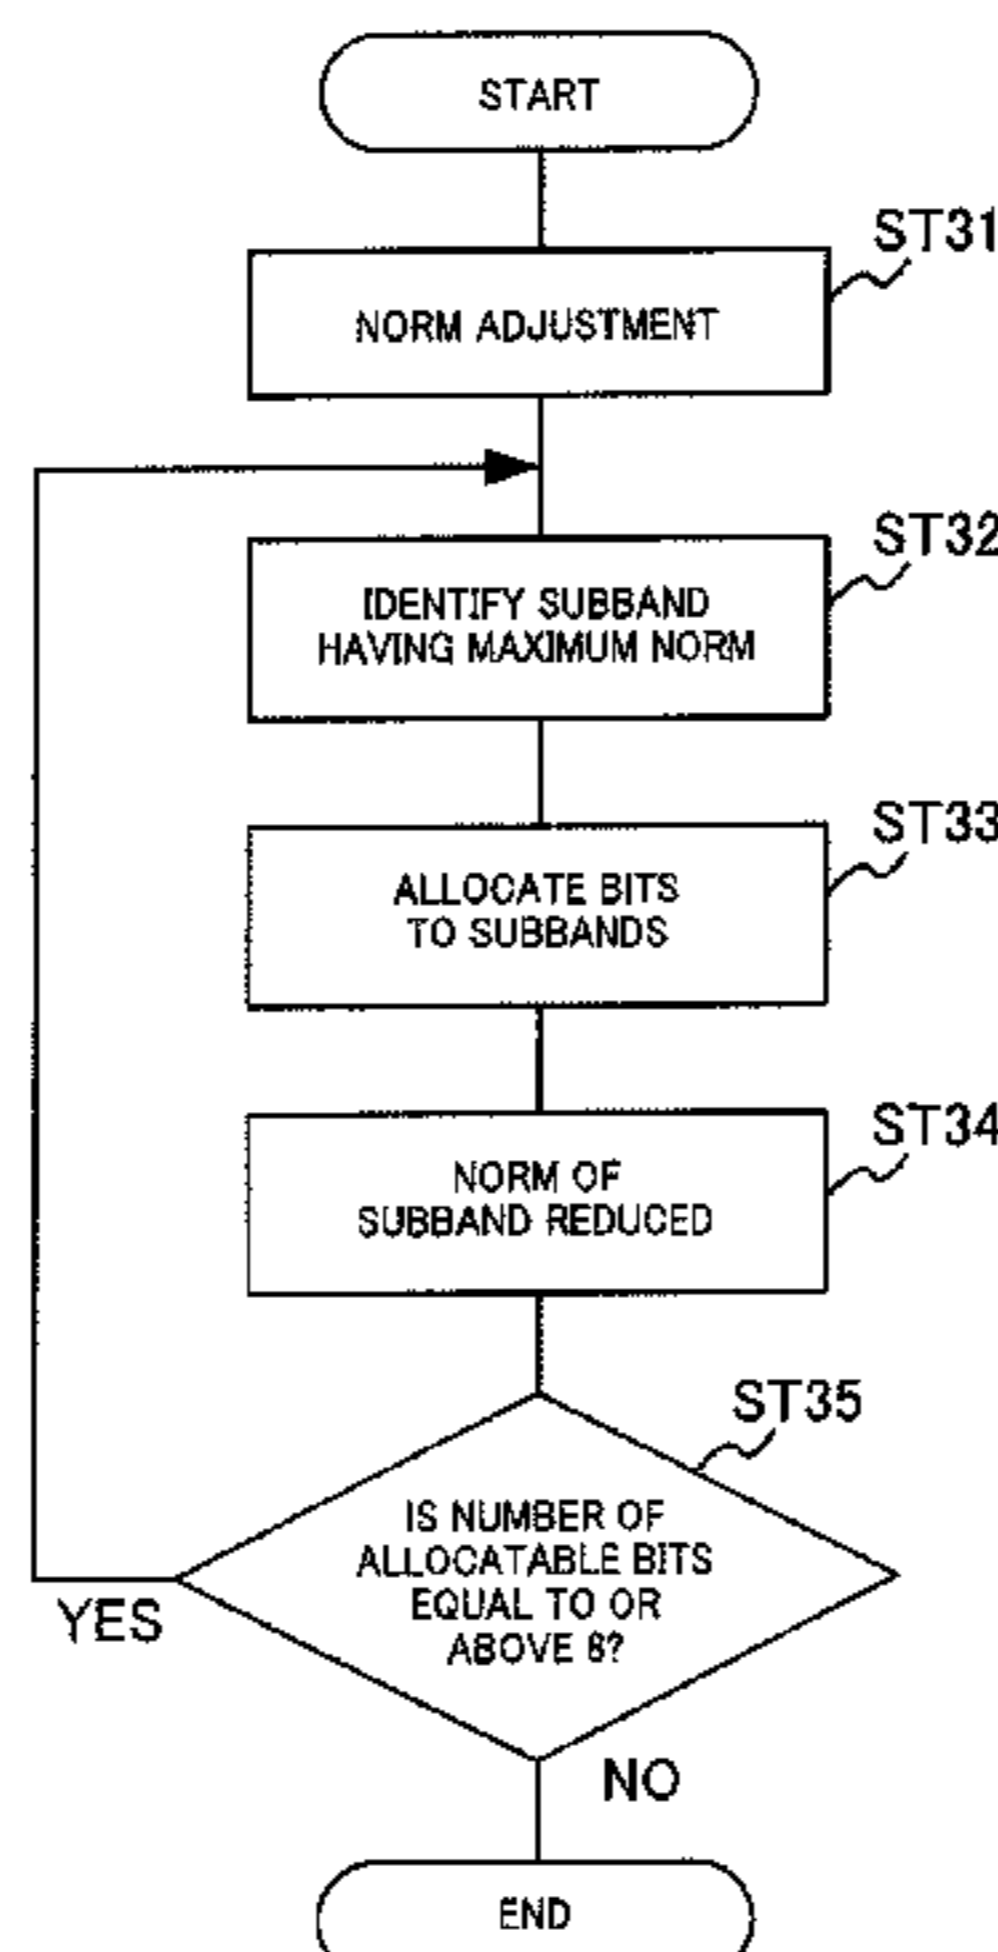 START
ST31
NORM ADJUSTMENT
ST32
IDENTIFY SUBBAND
HAVING MAXIMUM NORM
ST33
ALLOCATE BITS
TO SUBBANDS
ST34
NORM OF
SUBBAND REDUCED
ST35
IS NUMBER OF
ALLOCATABLE BITS
EQUAL TO OR
ABOVE 8?
YES
NO
END